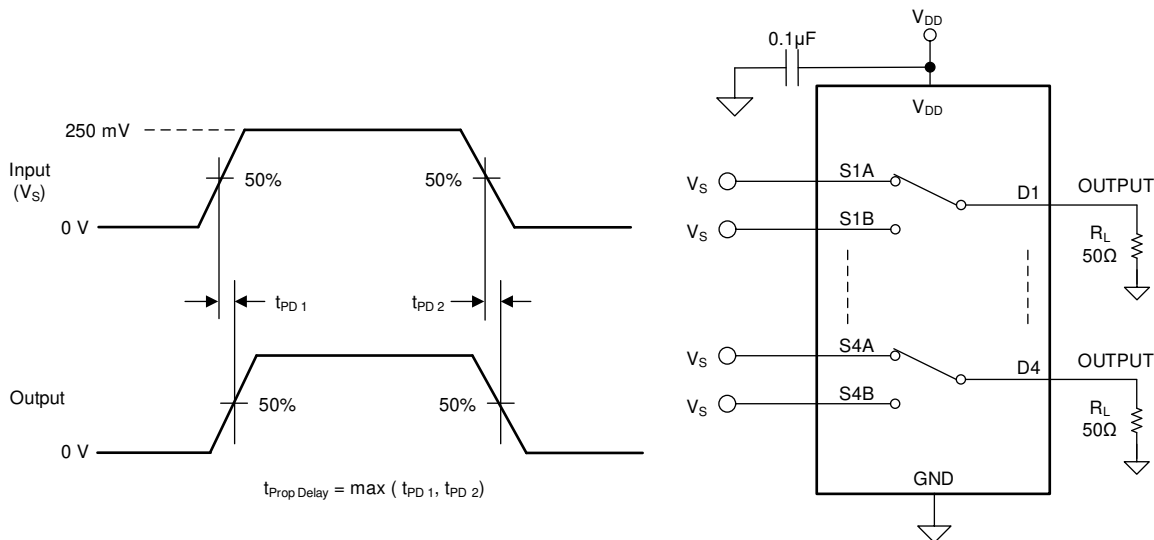 250 mV
Input
(VS)
50%
50%
0 V
tPD 1
tPD 2
Output
50%
50%
0 V
tProp Delay = max ( tPD 1, tPD 2)
VDD
0.1µF
VDD
VS
S1A
D1
OUTPUT
VS
S1B
RL
50Ω
VS
S4A
D4
OUTPUT
VS
S4B
RL
50Ω
GND